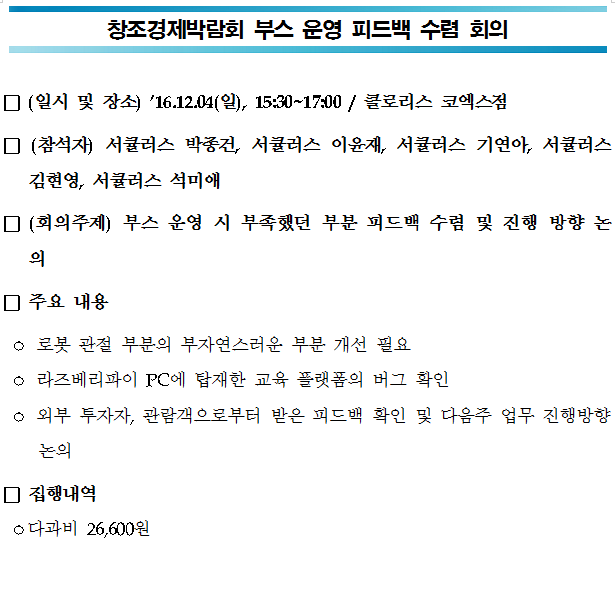 창조경제박람회 부스 운영 피드백 수렴 회의
□ (일시 및 장소) '16.12.04(일), 15:30~17:00 / 클로리스 코엑스점
□ (참석자) 서큘러스 박종건, 서큘러스 이윤재, 서큘러스 기연아, 서큘러스
김현영, 서큘러스 석미애
□ (회의주제) 부스 운영 시 부족했던 부분 피드백 수렴 및 진행 방향 논
의
□ 주요 내용
○ 로봇 관절 부분의 부자연스러운 부분 개선 필요
○ 라즈베리파이 PC에 탑재한 교육 플랫폼의 버그 확인
○ 외부 투자자, 관람객으로부터 받은 피드백 확인 및 다음주 업무 진행방향
논의
□ 집행내역
○다과비 26,600원